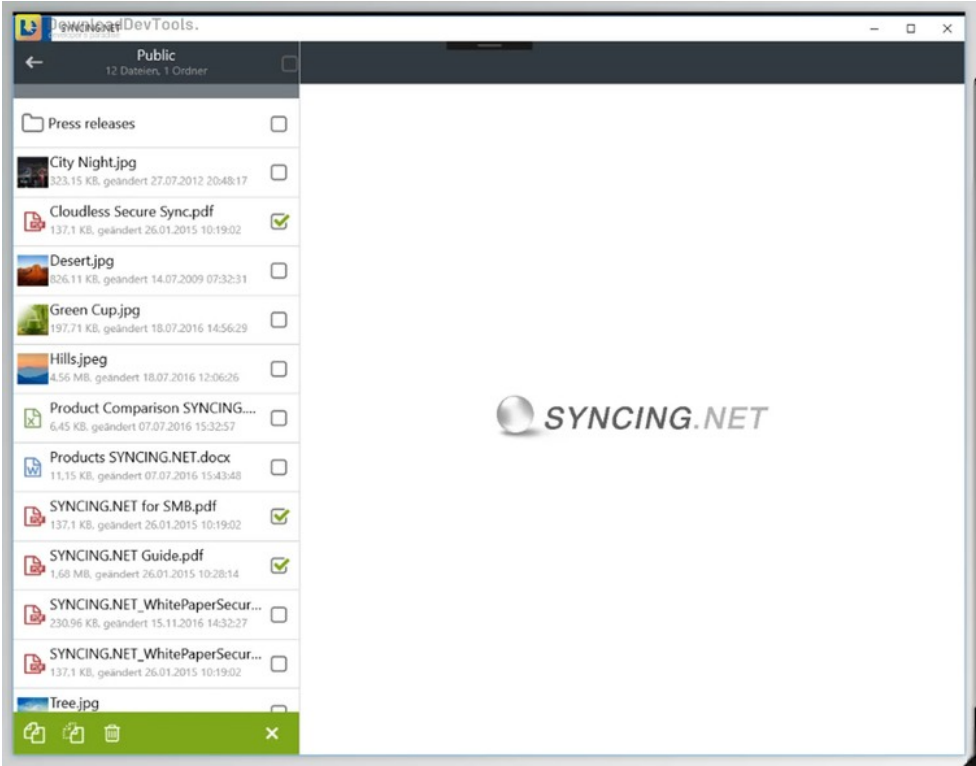 DownloadDevTools.
SYNCING.NET
Public
12 Dateien, 1 Ordner
Press releases
City Night.jpg
323,15 KB, geändert 27.07.2012 20:48:17
Cloudless Secure Sync.pdf
137,1 KB, geändert 26.01.2015 10:19:02
Desert.jpg
826,11 KB, geändert 14.07.2009 07:32:31
Green Cup.jpg
197,71 KB, geändert 18.07.2016 14:56:29
Hills.jpeg
4,56 MB, geändert 18.07.2016 12:06:26
Product Comparison SYNCING....
6,45 KB, geändert 07.07.2016 15:32:57
Products SYNCING.NET.docx
11,15 KB, geändert 07.07.2016 15:43:48
SYNCING.NET for SMB.pdf
137,1 KB, geändert 26.01.2015 10:19:02
SYNCING.NET Guide.pdf
1,68 MB, geändert 26.01.2015 10:28:14
SYNCING.NET_WhitePaperSecur...
230,96 KB, geändert 15.11.2016 14:32:27
SYNCING.NET_WhitePaperSecur...
137,1 KB, geändert 26.01.2015 10:19:02
Tree.jpg
SYNCING.NET